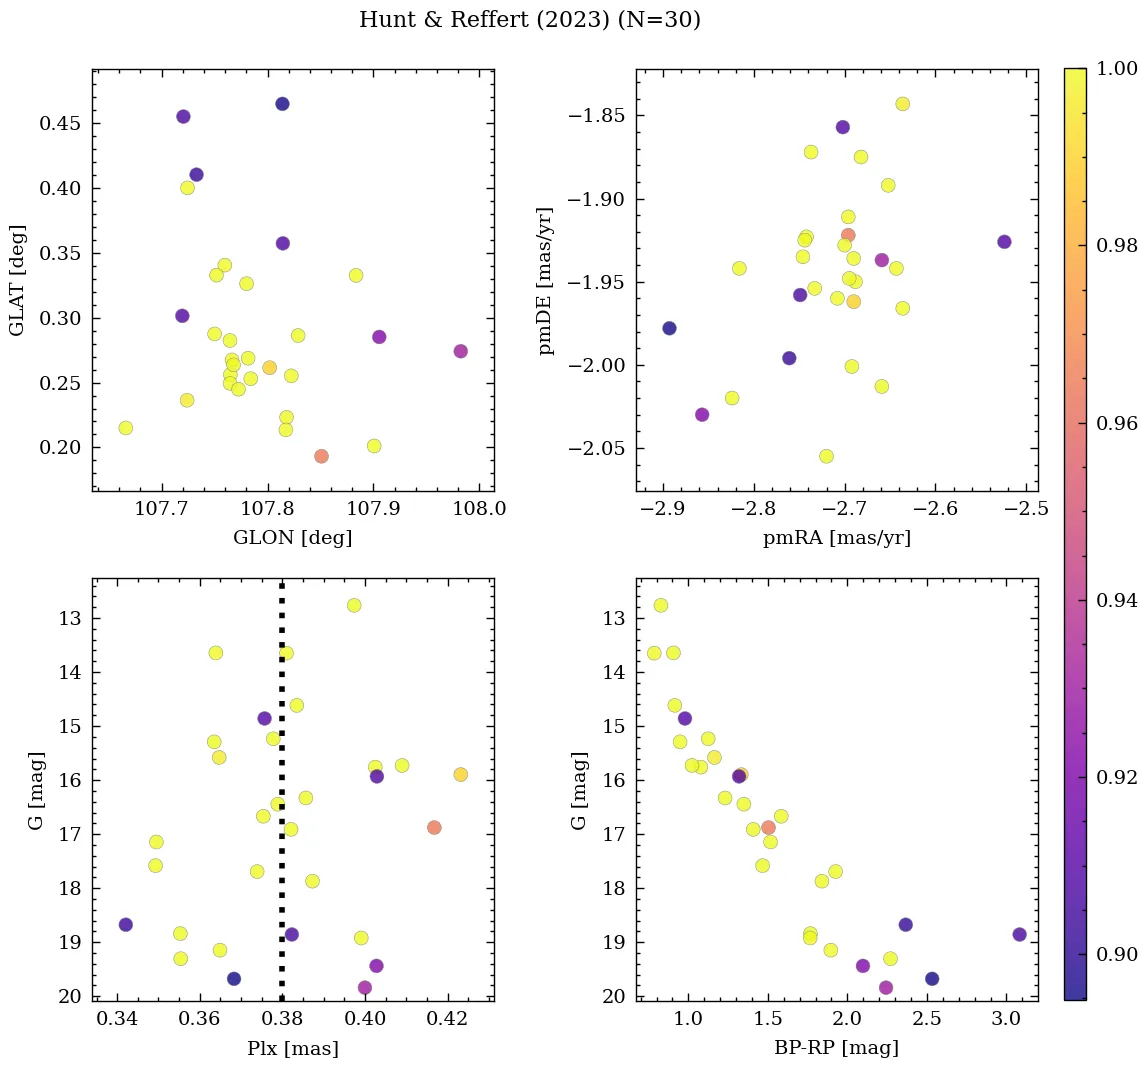 Hunt & Reffert (2023) (N=30)
GLAT [deg]
0.45
0.40
0.35
0.30
0.25
0.20
107.7 107.8 107.9 108.0
GLON [deg]
pmDE [mas/yr]
−1.85
−1.90
−1.95
−2.00
−2.05
−2.9 −2.8 −2.7 −2.6 −2.5
pmRA [mas/yr]
G [mag]
13
14
15
16
17
18
19
20
0.34 0.36 0.38 0.40 0.42
Plx [mas]
G [mag]
13
14
15
16
17
18
19
20
1.0 1.5 2.0 2.5 3.0
BP-RP [mag]
1.00
0.98
0.96
0.94
0.92
0.90